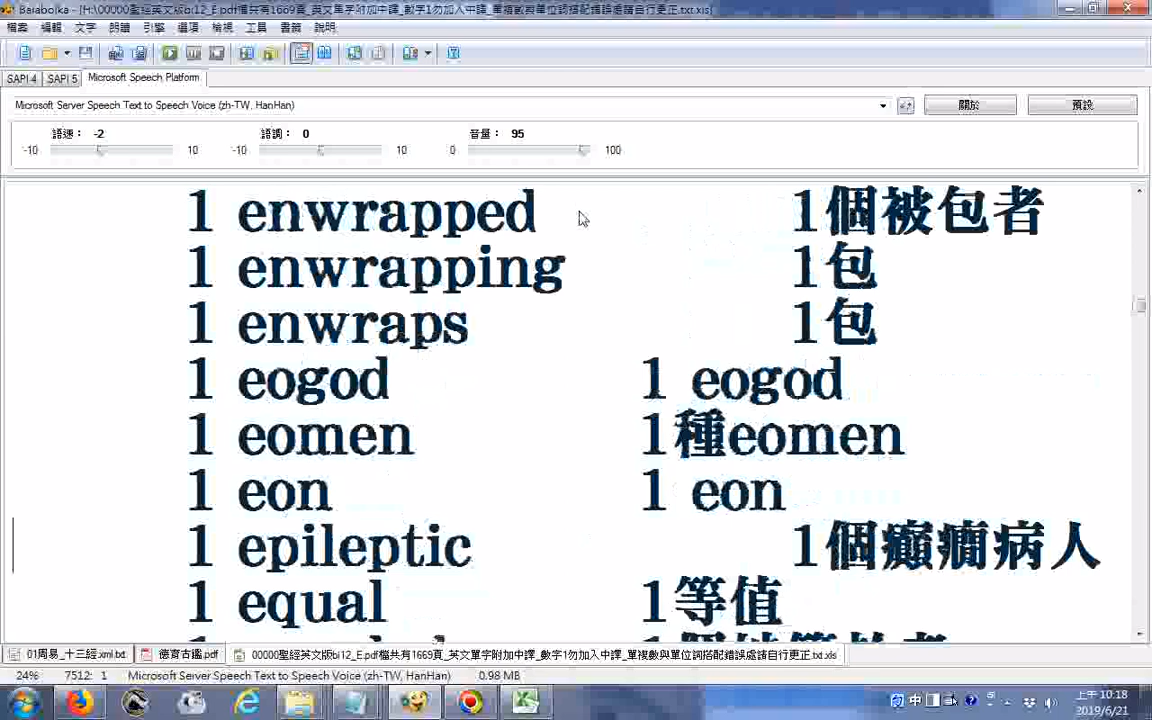 Balabolka - [H:\00000聖經英文版bi12_E.pdf檔共有1669頁_英文單字附加中譯_數字1勿加入中譯_單複數與單位詞搭配錯誤處請自行更正.txt.xls]
檔案 編輯 文字 朗讀 引擎 選項 檢視 工具 書籤 說明
SAPI 4 SAPI 5 Microsoft Speech Platform
Microsoft Server Speech Text to Speech Voice (zh-TW, HanHan) 關於 預設
語速： -2 語調： 0 音量： 95
-10 10 -10 10 0 100
1 enwrapped 1個被包者
1 enwrapping 1包
1 enwraps 1包
1 eogod 1 eogod
1 eomen 1種eomen
1 eon 1 eon
1 epileptic 1個癲癇病人
1 equal 1等值
01周易_十三經.xml.txt 德育古鑑.pdf 00000聖經英文版bi12_E.pdf檔共有1669頁_英文單字附加中譯_數字1勿加入中譯_單複數與單位詞搭配錯誤處請自行更正.txt.xls
24% 7512: 1 Microsoft Server Speech Text to Speech Voice (zh-TW, HanHan) 0.98 MB
中 上午 10:18
2019/6/21